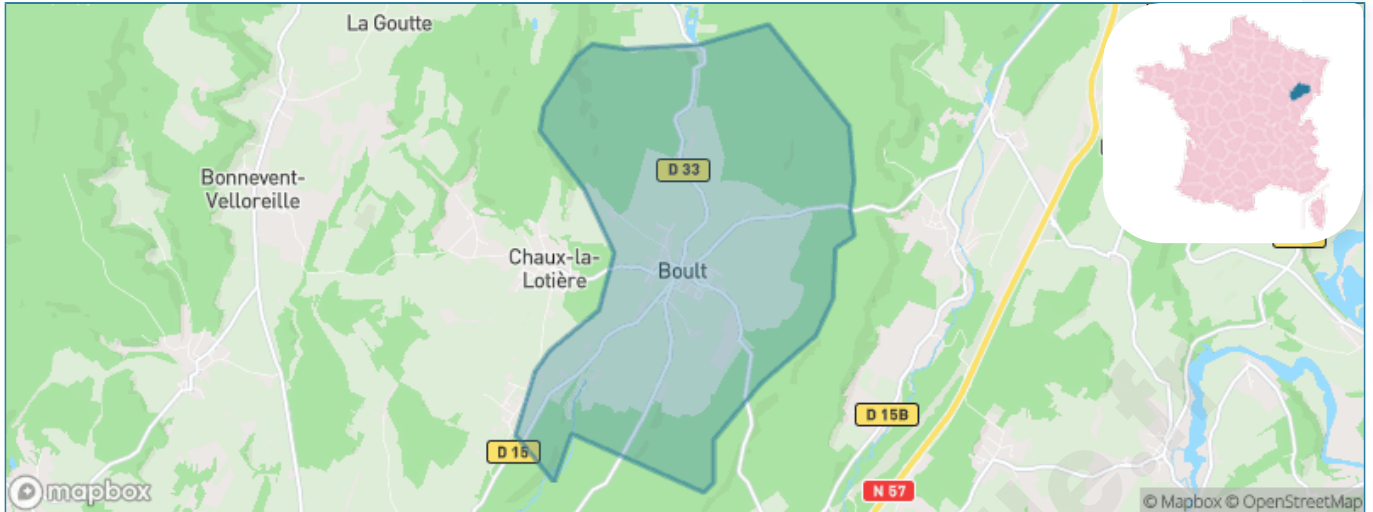 La Goutte
Bonnevent-
Velloreille
D 33
Chaux-la-
Lotière
Boult
D 15
D 15B
N 57
mapbox
© Mapbox © OpenStreetMap